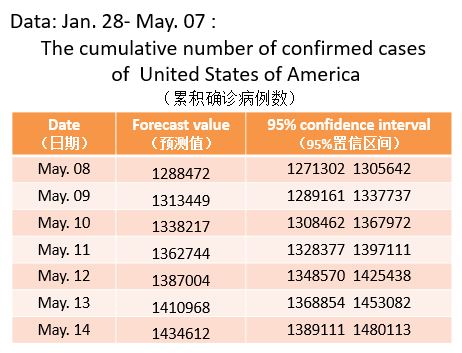 Data: Jan. 28- May. 07 :
The cumulative number of confirmed cases
of United States of America
（累积确诊病例数）
Date Forecast value 95% confidence interval
（日期） （预测值） （95%置信区间）
May. 08 1288472 1271302 1305642
May. 09 1313449 1289161 1337737
May. 10 1338217 1308462 1367972
May. 11 1362744 1328377 1397111
May. 12 1387004 1348570 1425438
May. 13 1410968 1368854 1453082
May. 14 1434612 1389111 1480113